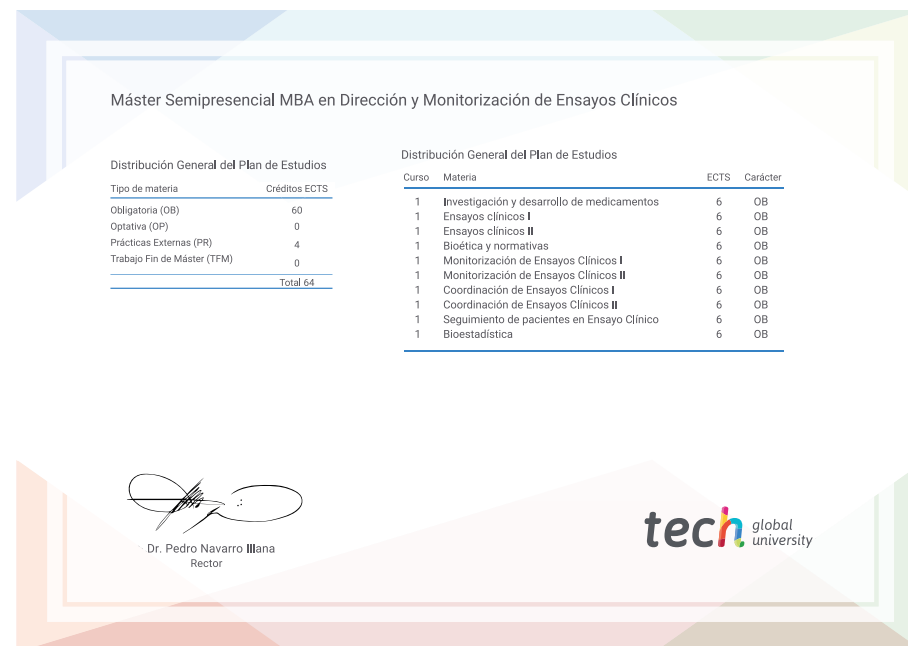 Máster Semipresencial MBA en Dirección y Monitorización de Ensayos Clínicos
Distribución General del Plan de Estudios
Tipo de materia Créditos ECTS
Obligatoria (OB) 60
Optativa (OP) 0
Prácticas Externas (PR) 4
Trabajo Fin de Máster (TFM) 0
Total 64
Distribución General del Plan de Estudios
Curso Materia ECTS Carácter
1 Investigación y desarrollo de medicamentos 6 OB
1 Ensayos clínicos I 6 OB
1 Ensayos clínicos II 6 OB
1 Bioética y normativas 6 OB
1 Monitorización de Ensayos Clínicos I 6 OB
1 Monitorización de Ensayos Clínicos II 6 OB
1 Coordinación de Ensayos Clínicos I 6 OB
1 Coordinación de Ensayos Clínicos II 6 OB
1 Seguimiento de pacientes en Ensayo Clínico 6 OB
1 Bioestadística 6 OB
Dr. Pedro Navarro Illana
Rector
tech global
university